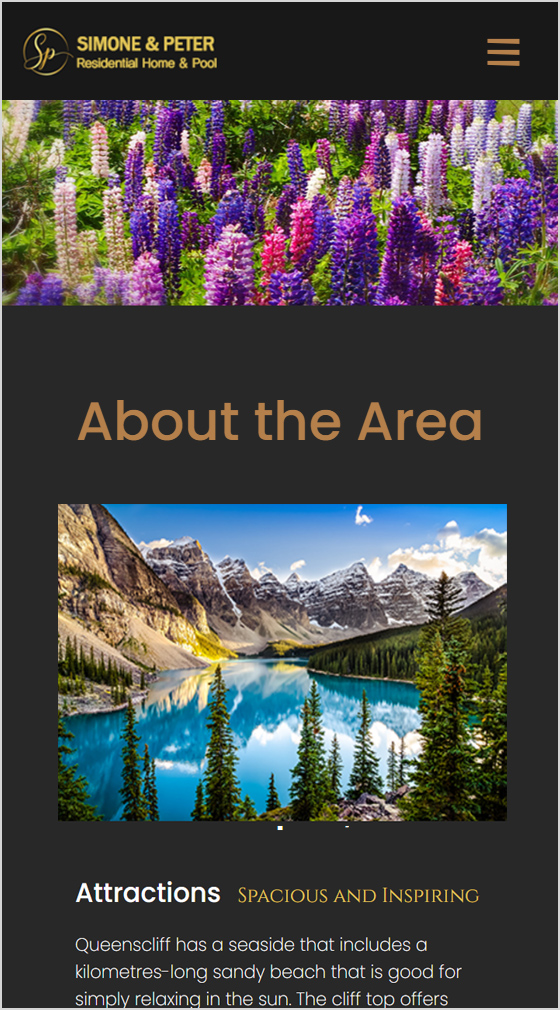 Sp SIMONE & PETER
Residential Home & Pool
About the Area
Attractions SPACIOUS AND INSPIRING
Queenscliff has a seaside that includes a
kilometres-long sandy beach that is good for
simply relaxing in the sun. The cliff top offers